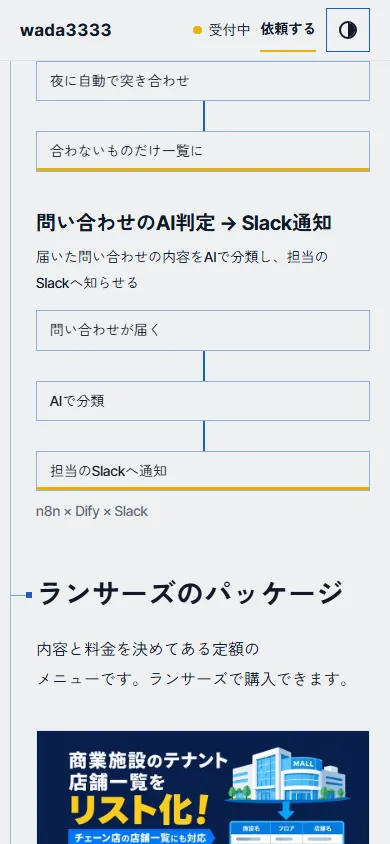 wada3333
受付中
依頼する
夜に自動で突き合わせ
合わないものだけ一覧に
問い合わせのAI判定 → Slack通知
届いた問い合わせの内容をAIで分類し、担当の
Slackへ知らせる
問い合わせが届く
AIで分類
担当のSlackへ通知
n8n × Dify × Slack
ランサーズのパッケージ
内容と料金を決めてある定額の
メニューです。ランサーズで購入できます。
商業施設のテナント
店舗一覧を
リスト化!
チェーン店の店舗一覧にも対応
MALL
施設名 フロア 店舗名